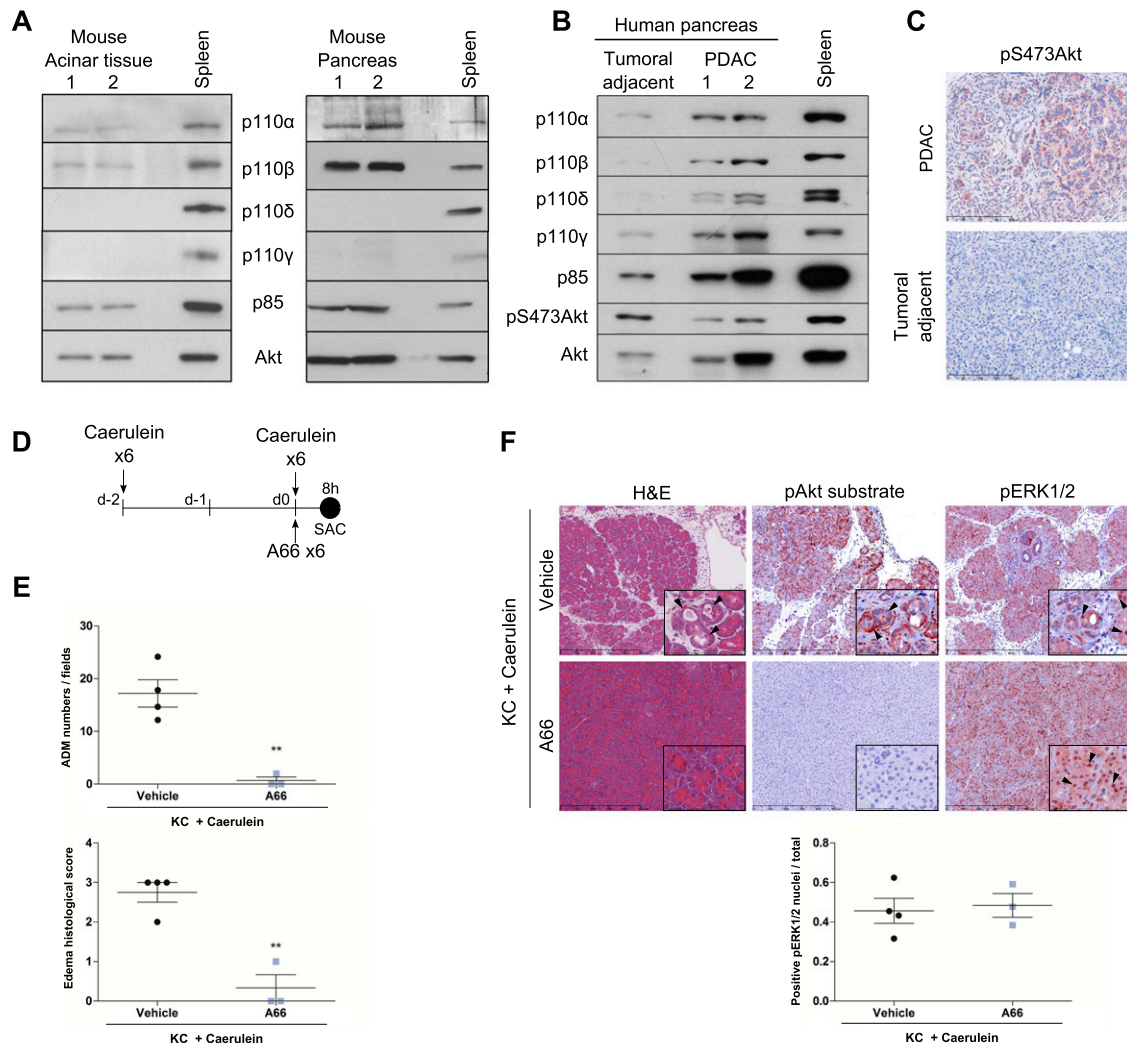 A
Mouse
Acinar tissue
1 2
Spleen
Mouse
Pancreas
1 2
Spleen
p110α
p110β
p110δ
p110γ
p85
Akt
B
Human pancreas
Tumoral
adjacent
PDAC
1 2
Spleen
p110α
p110β
p110δ
p110γ
p85
pS473Akt
Akt
C
pS473Akt
PDAC
Tumoral
adjacent
D
Caerulein
x6
Caerulein
x6
d-2
d-1
d0
8h
SAC
A66 x6
E
ADM numbers / fields
30
20
10
0
**
Vehicle
A66
KC + Caerulein
Edema histological score
4
3
2
1
0
**
Vehicle
A66
KC + Caerulein
F
H&E
pAkt substrate
pERK1/2
KC + Caerulein
Vehicle
A66
Positive pERK1/2 nuclei / total
0.8
0.6
0.4
0.2
0.0
Vehicle
A66
KC + Caerulein